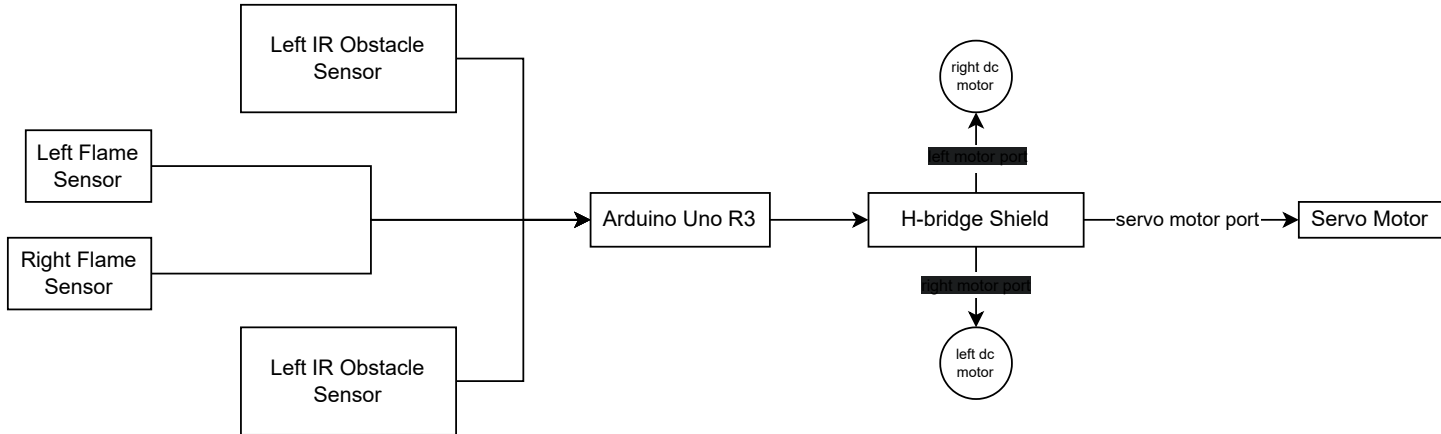 Left IR Obstacle
Sensor
Left Flame
Sensor
Right Flame
Sensor
Left IR Obstacle
Sensor
Arduino Uno R3
right dc
motor
left motor port
H-bridge Shield
right motor port
left dc
motor
servo motor port
Servo Motor